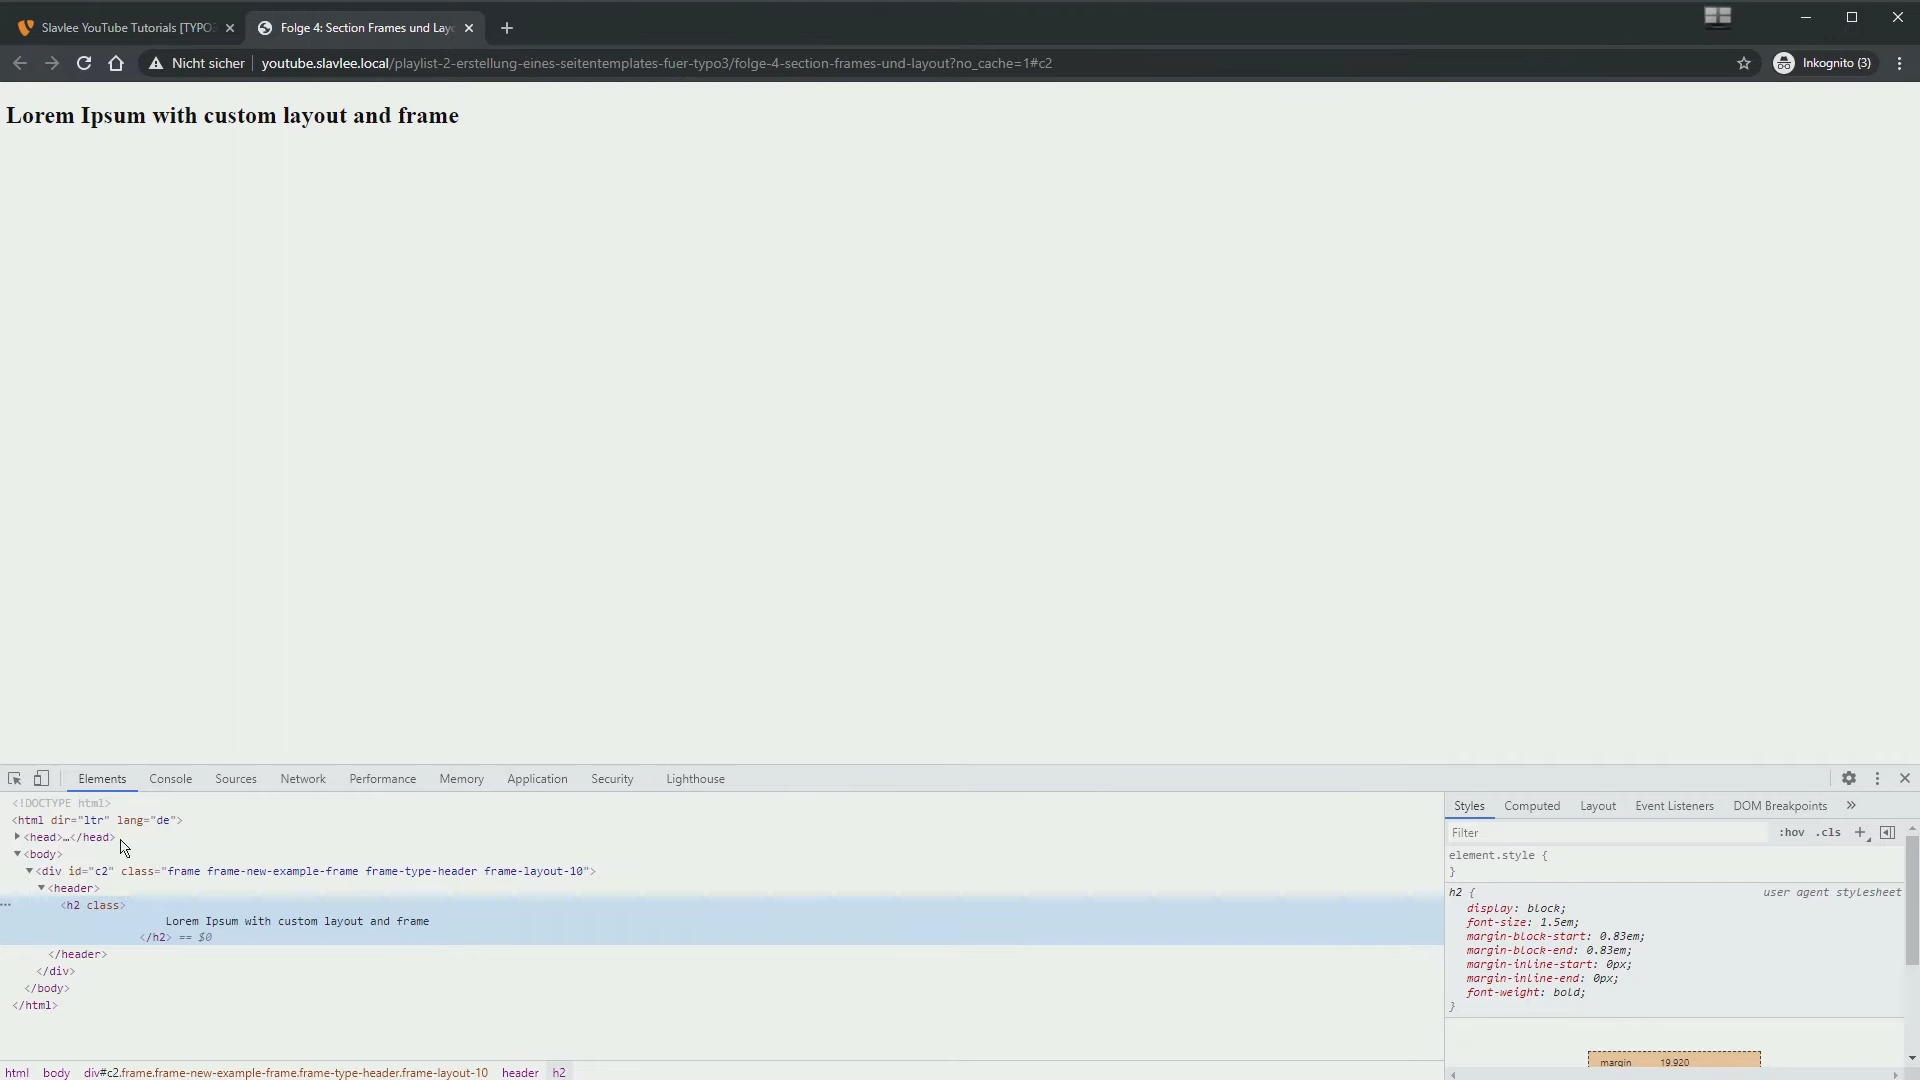 Slavlee YouTube Tutorials [TYPO3
Folge 4: Section Frames und Layo
Nicht sicher
youtube.slavlee.local/playlist-2-erstellung-eines-seitentemplates-fuer-typo3/folge-4-section-frames-und-layout?no_cache=1#c2
Inkognito (3)
Lorem Ipsum with custom layout and frame
Elements Console Sources Network Performance Memory Application Security Lighthouse
<!DOCTYPE html>
<html dir="ltr" lang="de">
<head>…</head>
<body>
<div id="c2" class="frame frame-new-example-frame frame-type-header frame-layout-10">
<header>
<h2 class>
Lorem Ipsum with custom layout and frame
</h2> == $0
</header>
</div>
</body>
</html>
html body div#c2.frame.frame-new-example-frame.frame-type-header.frame-layout-10 header h2
Styles Computed Layout Event Listeners DOM Breakpoints »
Filter :hov .cls +
element.style {
}
h2 { user agent stylesheet
display: block;
font-size: 1.5em;
margin-block-start: 0.83em;
margin-block-end: 0.83em;
margin-inline-start: 0px;
margin-inline-end: 0px;
font-weight: bold;
}
margin 19.920